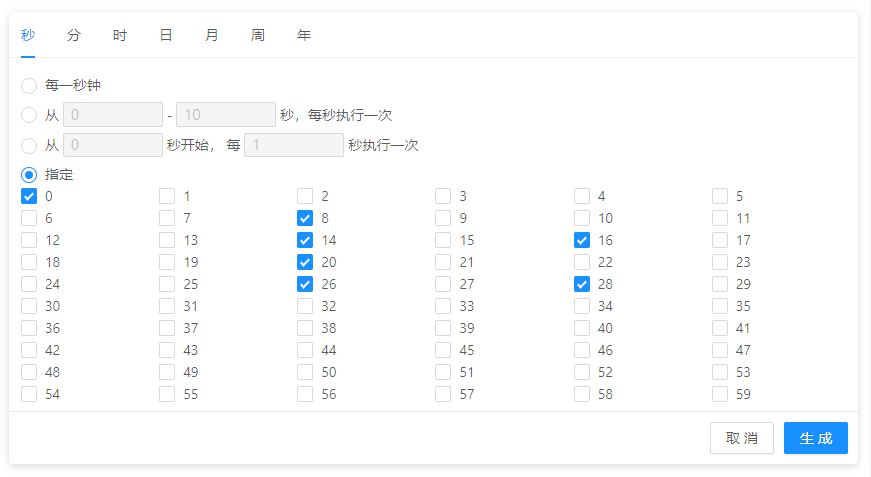 秒 分 时 日 月 周 年
每一秒钟
从 0 - 10 秒，每秒执行一次
从 0 秒开始， 每 1 秒执行一次
指定
0 1 2 3 4 5
6 7 8 9 10 11
12 13 14 15 16 17
18 19 20 21 22 23
24 25 26 27 28 29
30 31 32 33 34 35
36 37 38 39 40 41
42 43 44 45 46 47
48 49 50 51 52 53
54 55 56 57 58 59
取 消 生 成